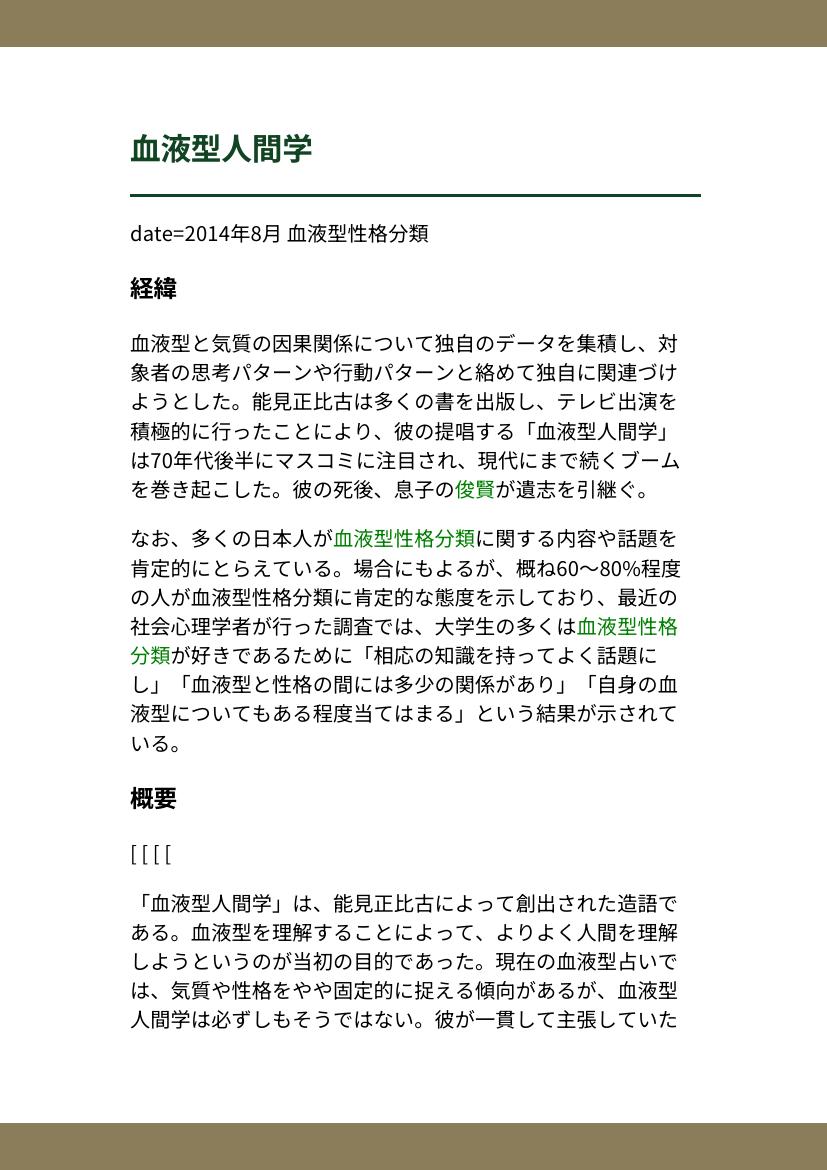 血液型人間学
date=2014年8月 血液型性格分類
経緯
血液型と気質の因果関係について独自のデータを集積し、対
象者の思考パターンや行動パターンと絡めて独自に関連づけ
ようとした。能見正比古は多くの書を出版し、テレビ出演を
積極的に行ったことにより、彼の提唱する「血液型人間学」
は70年代後半にマスコミに注目され、現代にまで続くブーム
を巻き起こした。彼の死後、息子の俊賢が遺志を引継ぐ。
なお、多くの日本人が血液型性格分類に関する内容や話題を
肯定的にとらえている。場合にもよるが、概ね60〜80%程度
の人が血液型性格分類に肯定的な態度を示しており、最近の
社会心理学者が行った調査では、大学生の多くは血液型性格
分類が好きであるために「相応の知識を持ってよく話題に
し」「血液型と性格の間には多少の関係があり」「自身の血
液型についてもある程度当てはまる」という結果が示されて
いる。
概要
[ [ [ [
「血液型人間学」は、能見正比古によって創出された造語で
ある。血液型を理解することによって、よりよく人間を理解
しようというのが当初の目的であった。現在の血液型占いで
は、気質や性格をやや固定的に捉える傾向があるが、血液型
人間学は必ずしもそうではない。彼が一貫して主張していた